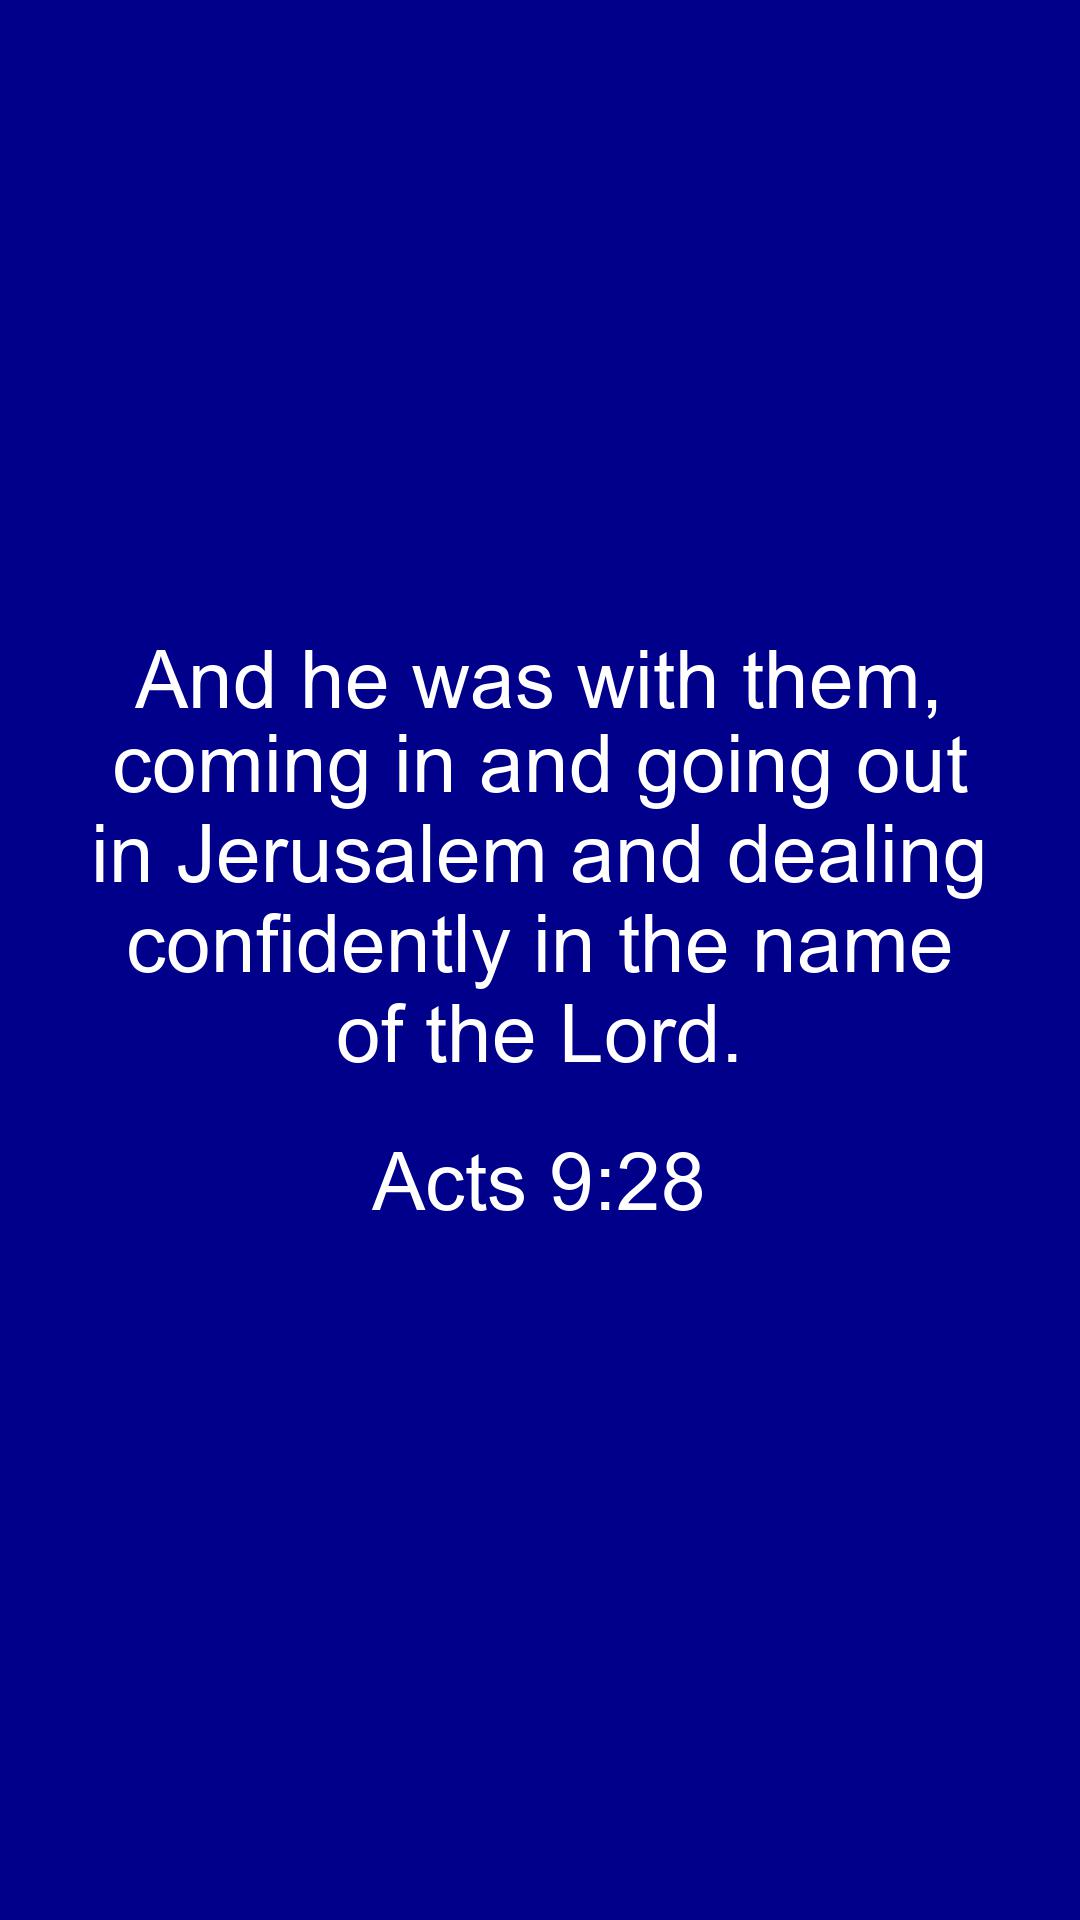 And he was with them,
coming in and going out
in Jerusalem and dealing
confidently in the name
of the Lord.
Acts 9:28